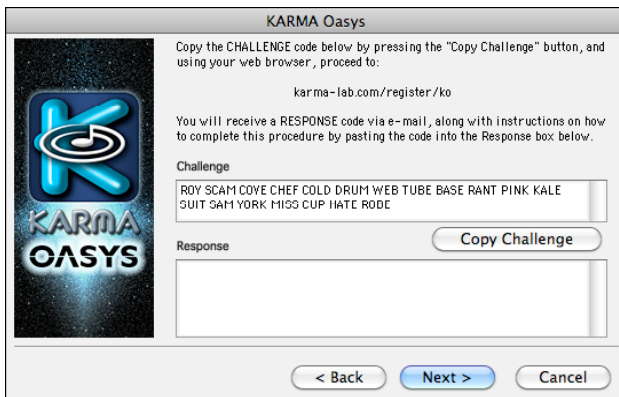 KARMA Oasys
Copy the CHALLENGE code below by pressing the "Copy Challenge" button, and
using your web browser, proceed to:
karma-lab.com/register/ko
You will receive a RESPONSE code via e-mail, along with instructions on how
to complete this procedure by pasting the code into the Response box below.
Challenge
ROY SCAM COVE CHEF COLD DRUM WEB TUBE BASE RANT PINK KALE
SUIT SAM YORK MISS CUP HATE ROBE
KARMA
OASYS
Copy Challenge
Response
< Back
Next >
Cancel